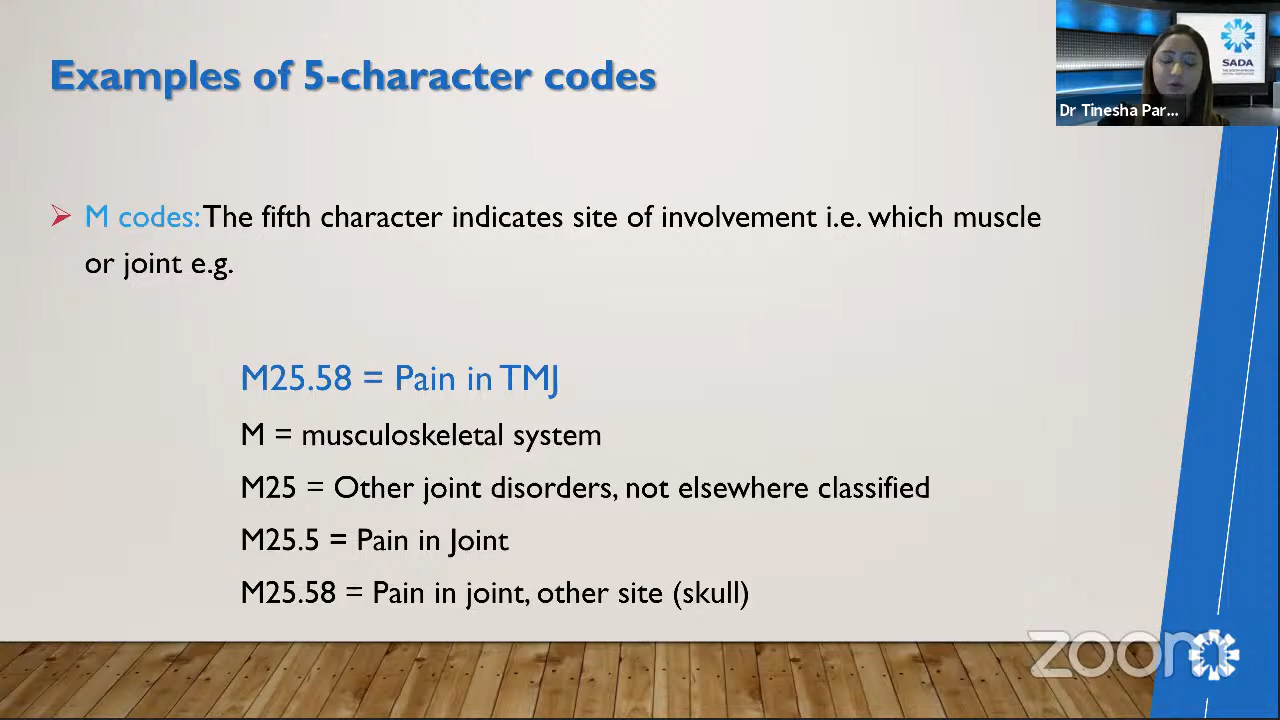 Examples of 5-character codes
SADA
Dr Tinesha Par...
M codes: The fifth character indicates site of involvement i.e. which muscle
or joint e.g.
M25.58 = Pain in TMJ
M = musculoskeletal system
M25 = Other joint disorders, not elsewhere classified
M25.5 = Pain in Joint
M25.58 = Pain in joint, other site (skull)
zoom